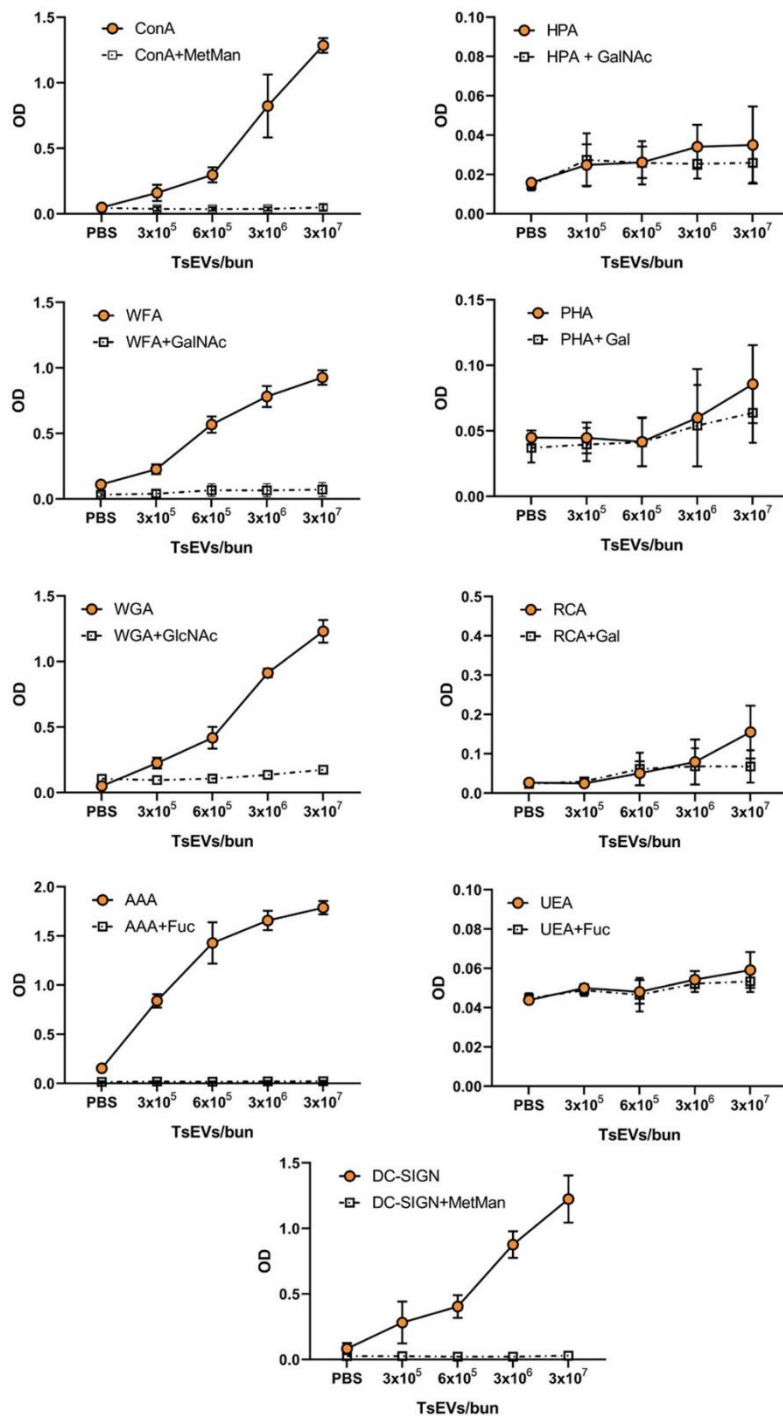 ConA
ConA+MetMan
OD
1.5
1.0
0.5
0.0
PBS 3x10⁵ 6x10⁵ 3x10⁶ 3x10⁷
TsEVs/bun
HPA
HPA + GalNAc
OD
0.10
0.08
0.06
0.04
0.02
0.00
PBS 3x10⁵ 6x10⁵ 3x10⁶ 3x10⁷
TsEVs/bun
WFA
WFA+GalNAc
OD
1.5
1.0
0.5
0.0
PBS 3x10⁵ 6x10⁵ 3x10⁶ 3x10⁷
TsEVs/bun
PHA
PHA+Gal
OD
0.15
0.10
0.05
0.00
PBS 3x10⁵ 6x10⁵ 3x10⁶ 3x10⁷
TsEVs/bun
WGA
WGA+GlcNAc
OD
1.5
1.0
0.5
0.0
PBS 3x10⁵ 6x10⁵ 3x10⁶ 3x10⁷
TsEVs/bun
RCA
RCA+Gal
OD
0.5
0.4
0.3
0.2
0.1
0.0
PBS 3x10⁵ 6x10⁵ 3x10⁶ 3x10⁷
TsEVs/bun
AAA
AAA+Fuc
OD
2.0
1.5
1.0
0.5
0.0
PBS 3x10⁵ 6x10⁵ 3x10⁶ 3x10⁷
TsEVs/bun
UEA
UEA+Fuc
OD
0.10
0.08
0.06
0.04
0.02
0.00
PBS 3x10⁵ 6x10⁵ 3x10⁶ 3x10⁷
TsEVs/bun
DC-SIGN
DC-SIGN+MetMan
OD
1.5
1.0
0.5
0.0
PBS 3x10⁵ 6x10⁵ 3x10⁶ 3x10⁷
TsEVs/bun